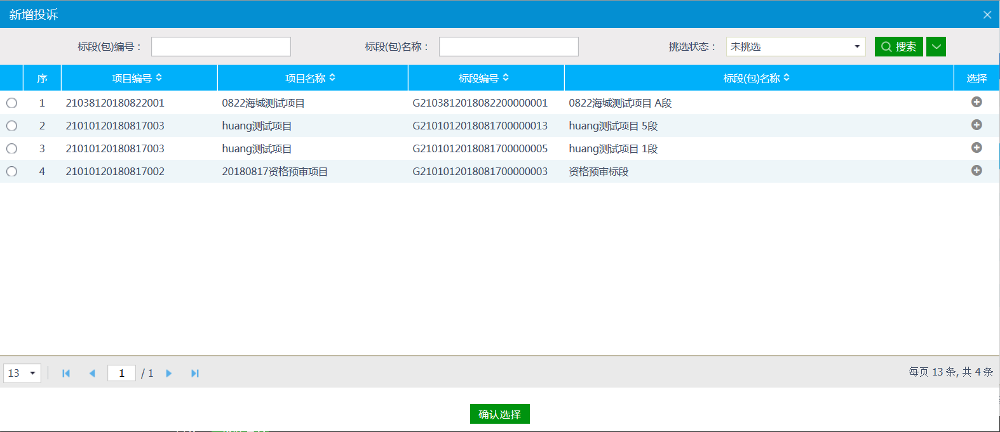 新增投诉
标段(包)编号： 标段(包)名称： 挑选状态： 未挑选 搜索
序 项目编号 项目名称 标段编号 标段(包)名称 选择
1 21038120180822001 0822海城测试项目 G2103812018082200000001 0822海城测试项目 A段
2 21010120180817003 huang测试项目 G2101012018081700000013 huang测试项目 5段
3 21010120180817003 huang测试项目 G2101012018081700000005 huang测试项目 1段
4 21010120180817002 20180817资格预审项目 G2101012018081700000003 资格预审标段
13 1 / 1 每页 13 条, 共 4 条
确认选择